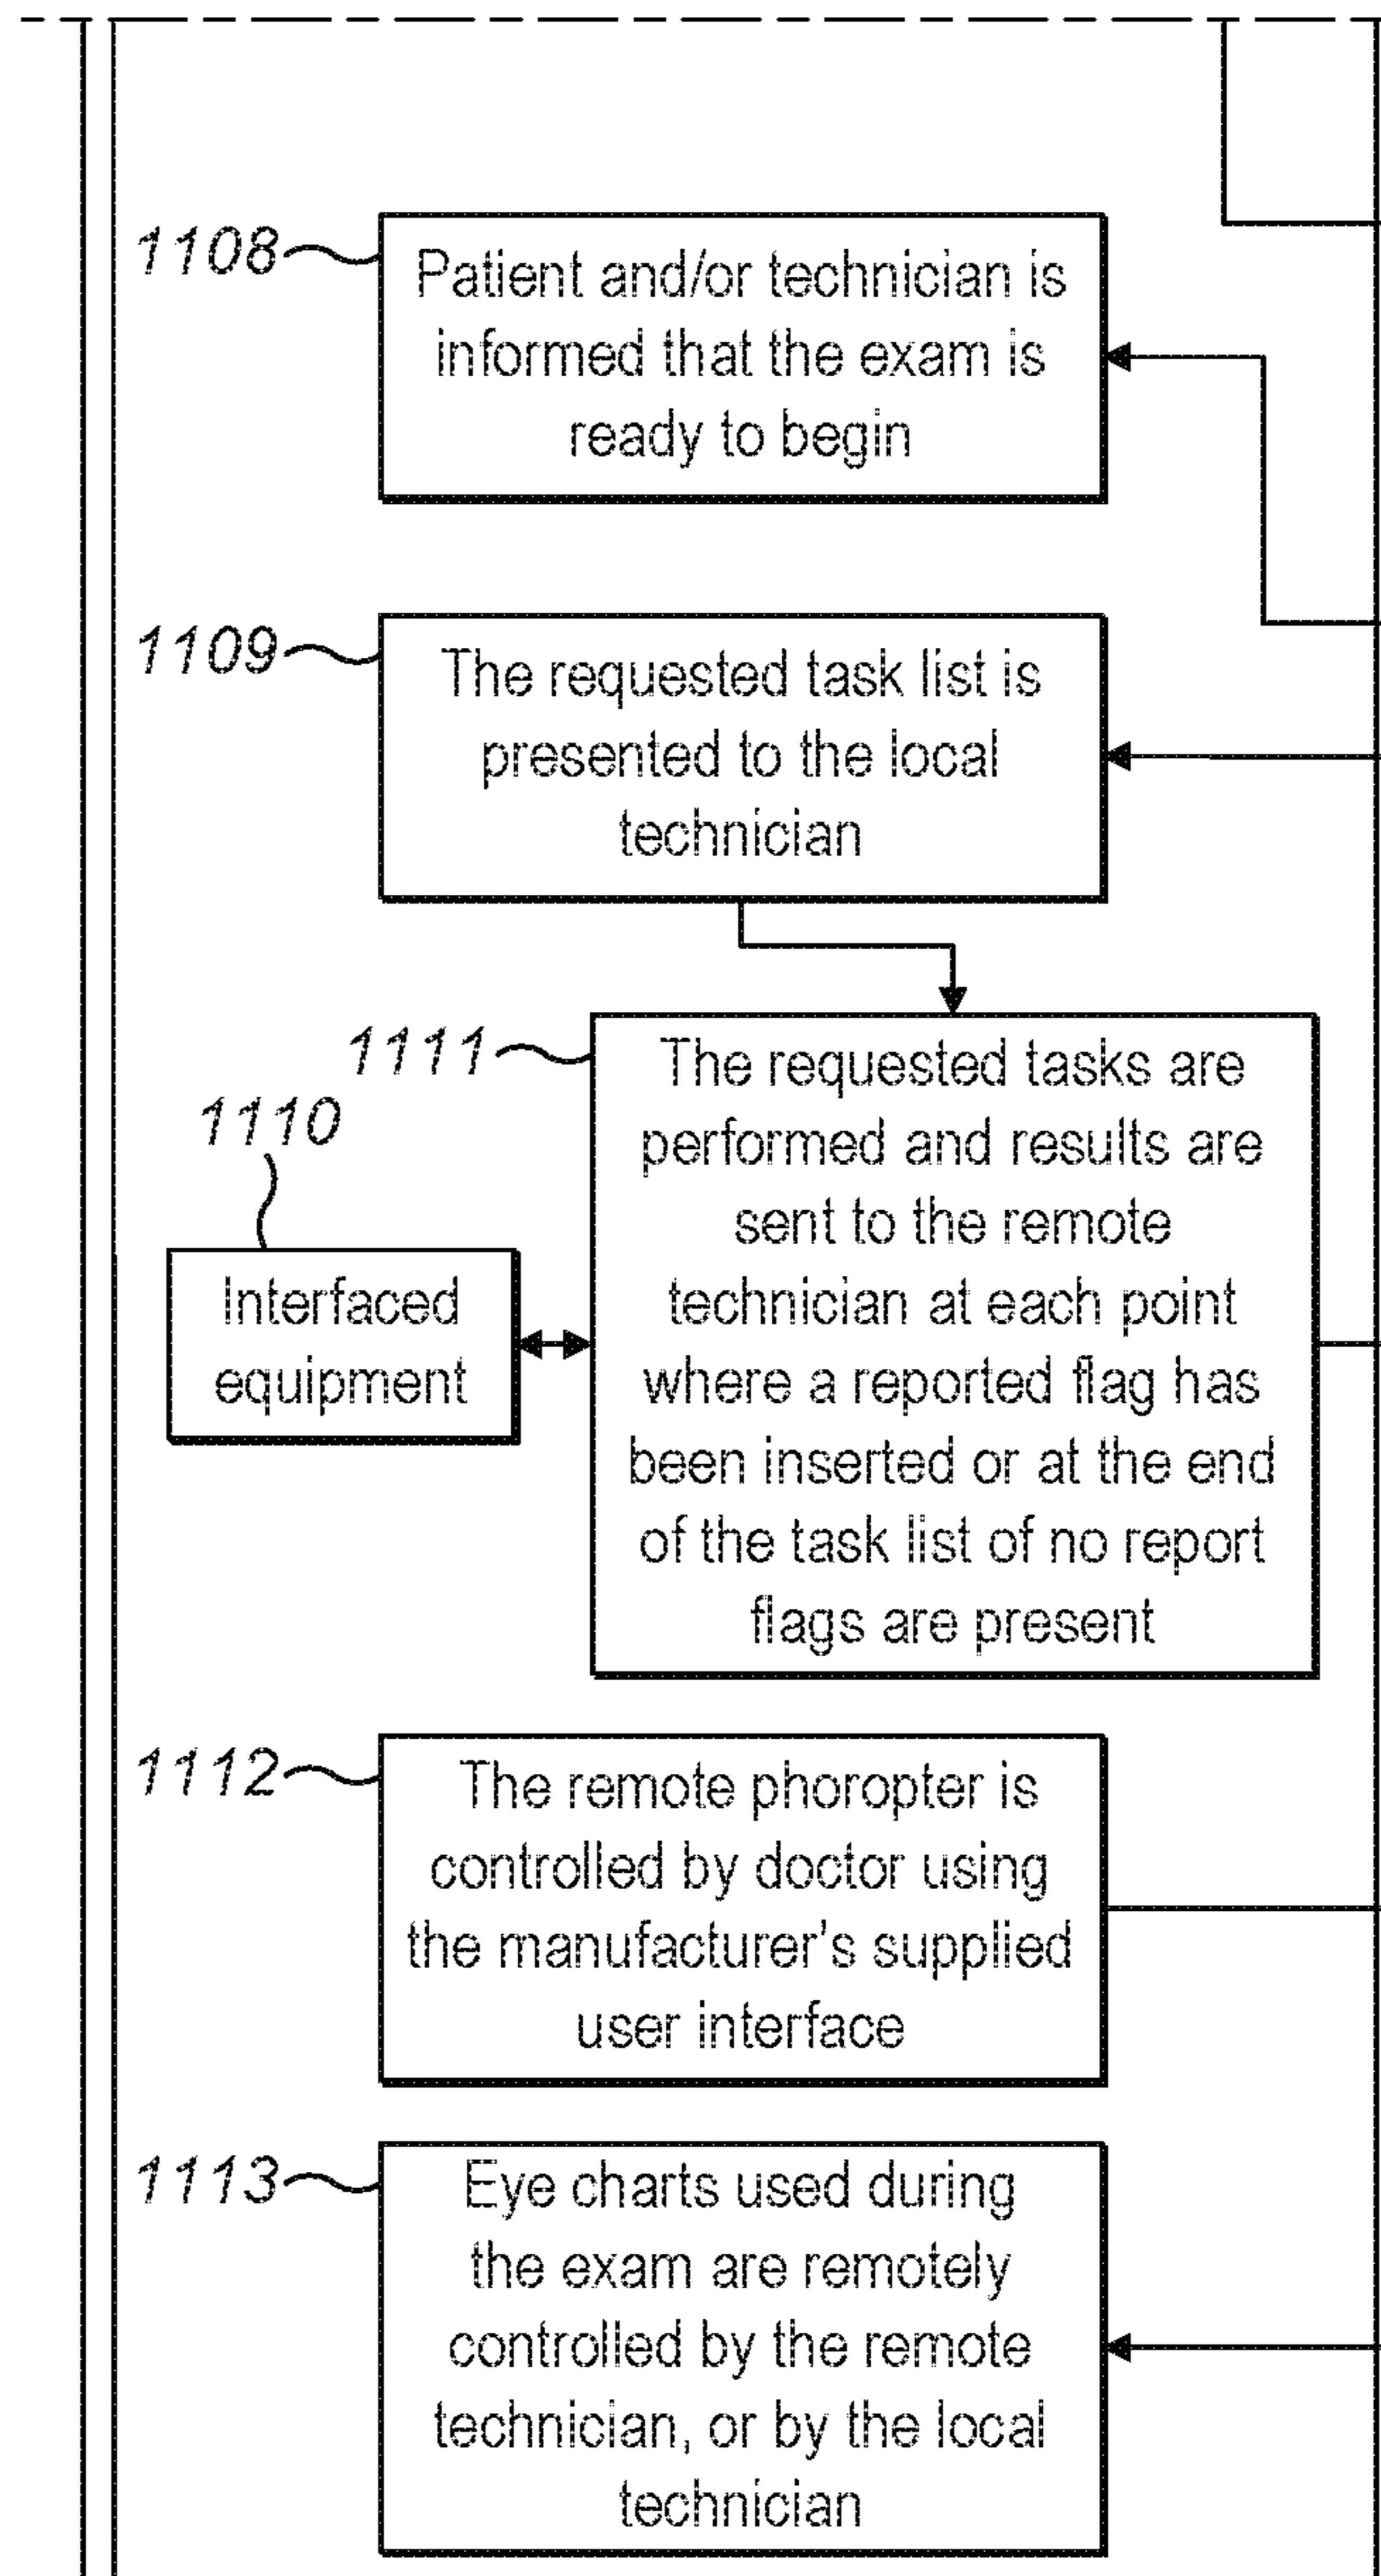 1108
Patient and/or technician is
informed that the exam is
ready to begin
1109
The requested task list is
presented to the local
technician
1111
The requested tasks are
performed and results are
sent to the remote
technician at each point
where a reported flag has
been inserted or at the end
of the task list of no report
flags are present
1110
Interfaced
equipment
1112
The remote phoropter is
controlled by doctor using
the manufacturer's supplied
user interface
1113
Eye charts used during
the exam are remotely
controlled by the remote
technician, or by the local
technician